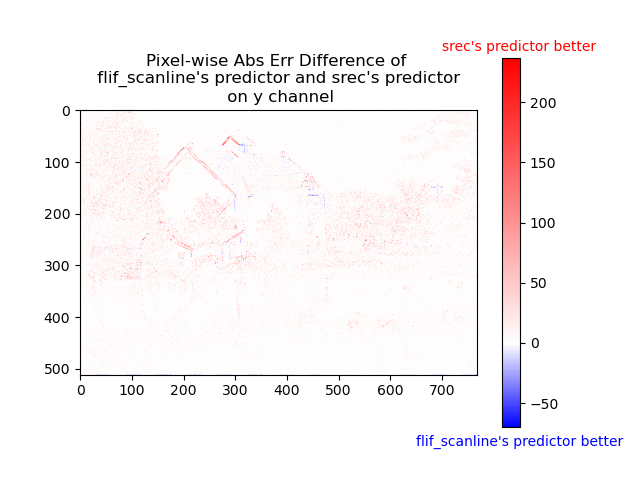 srec's predictor better
Pixel-wise Abs Err Difference of
flif_scanline's predictor and srec's predictor
on y channel
0
100
200
300
400
500
0 100 200 300 400 500 600 700
200
150
100
50
0
−50
flif_scanline's predictor better